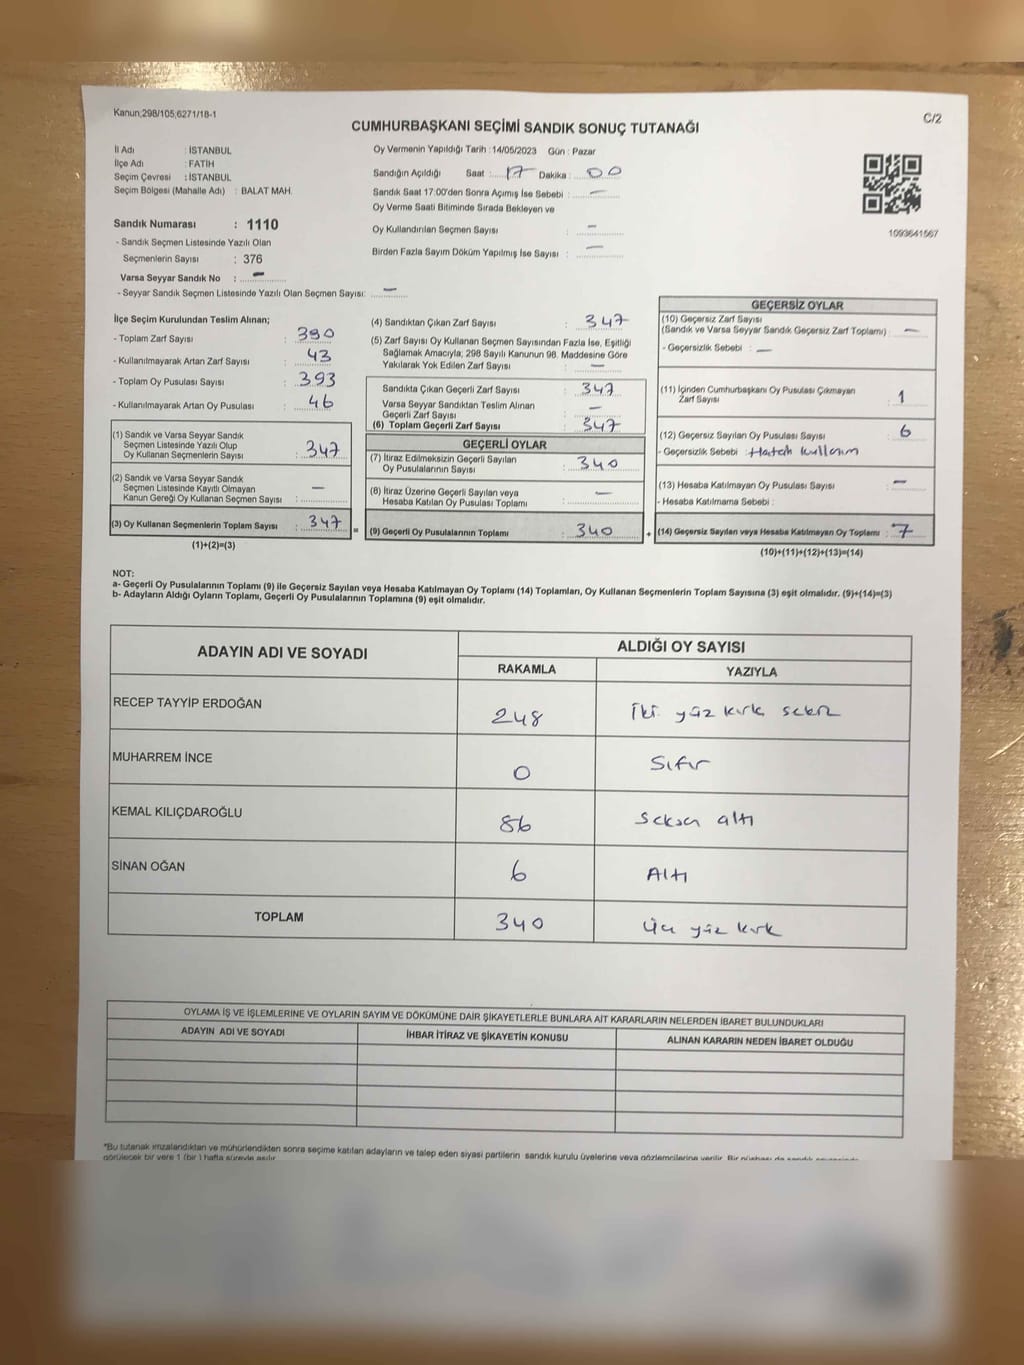 Kanun;298/105,6271/18-1
C/2
CUMHURBAŞKANI SEÇİMİ SANDIK SONUÇ TUTANAĞI
İl Adı : İSTANBUL
İlçe Adı : FATİH
Seçim Çevresi : İSTANBUL
Seçim Bölgesi (Mahalle Adı) : BALAT MAH.
Oy Vermenin Yapıldığı Tarih : 14/05/2023 Gün : Pazar
Sandığın Açıldığı Saat : 17 Dakika : 00
Sandık Saat 17:00'den Sonra Açımış İse Sebebi : –
Oy Verme Saati Bitiminde Sırada Bekleyen ve
Oy Kullandırılan Seçmen Sayısı : –
Birden Fazla Sayım Döküm Yapılmış İse Sayısı : –
1093641567
Sandık Numarası : 1110
- Sandık Seçmen Listesinde Yazılı Olan
Seçmenlerin Sayısı : 376
Varsa Seyyar Sandık No : –
- Seyyar Sandık Seçmen Listesinde Yazılı Olan Seçmen Sayısı: –
İlçe Seçim Kurulundan Teslim Alınan;
- Toplam Zarf Sayısı : 390
- Kullanılmayarak Artan Zarf Sayısı : 43
- Toplam Oy Pusulası Sayısı : 393
- Kullanılmayarak Artan Oy Pusulası : 46
(1) Sandık ve Varsa Seyyar Sandık
Seçmen Listesinde Yazılı Olup
Oy Kullanan Seçmenlerin Sayısı : 347
(2) Sandık ve Varsa Seyyar Sandık
Seçmen Listesinde Kayıtlı Olmayan
Kanun Gereği Oy Kullanan Seçmen Sayısı : –
(3) Oy Kullanan Seçmenlerin Toplam Sayısı : 347
(1)+(2)=(3)
(4) Sandıktan Çıkan Zarf Sayısı : 347
(5) Zarf Sayısı Oy Kullanan Seçmen Sayısından Fazla İse, Eşitliği
Sağlamak Amacıyla; 298 Sayılı Kanunun 98. Maddesine Göre
Yakılarak Yok Edilen Zarf Sayısı : –
Sandıkta Çıkan Geçerli Zarf Sayısı : 347
Varsa Seyyar Sandıktan Teslim Alınan
Geçerli Zarf Sayısı : –
(6) Toplam Geçerli Zarf Sayısı : 347
GEÇERLİ OYLAR
(7) İtiraz Edilmeksizin Geçerli Sayılan
Oy Pusulalarının Sayısı : 340
(8) İtiraz Üzerine Geçerli Sayılan veya
Hesaba Katılan Oy Pusulası Toplamı : –
= (9) Geçerli Oy Pusulalarının Toplamı : 340
GEÇERSİZ OYLAR
(10) Geçersiz Zarf Sayısı
(Sandık ve Varsa Seyyar Sandık Geçersiz Zarf Toplamı) : –
- Geçersizlik Sebebi : –
(11) İçinden Cumhurbaşkanı Oy Pusulası Çıkmayan
Zarf Sayısı : 1
(12) Geçersiz Sayılan Oy Pusulası Sayısı : 6
- Geçersizlik Sebebi : Hatalı kullanım
(13) Hesaba Katılmayan Oy Pusulası Sayısı : –
- Hesaba Katılmama Sebebi :
+ (14) Geçersiz Sayılan veya Hesaba Katılmayan Oy Toplamı : 7
(10)+(11)+(12)+(13)=(14)
NOT:
a- Geçerli Oy Pusulalarının Toplamı (9) ile Geçersiz Sayılan veya Hesaba Katılmayan Oy Toplamı (14) Toplamları, Oy Kullanan Seçmenlerin Toplam Sayısına (3) eşit olmalıdır. (9)+(14)=(3)
b- Adayların Aldığı Oyların Toplamı, Geçerli Oy Pusulalarının Toplamına (9) eşit olmalıdır.
ADAYIN ADI VE SOYADI ALDIĞI OY SAYISI
RAKAMLA YAZIYLA
RECEP TAYYİP ERDOĞAN 248 İki yüz kırk sekiz
MUHARREM İNCE 0 Sıfır
KEMAL KILIÇDAROĞLU 86 Seksen altı
SİNAN OĞAN 6 Altı
TOPLAM 340 Üç yüz kırk
OYLAMA İŞ VE İŞLEMLERİNE VE OYLARIN SAYIM VE DÖKÜMÜNE DAİR ŞİKAYETLERLE BUNLARA AİT KARARLARIN NELERDEN İBARET BULUNDUKLARI
ADAYIN ADI VE SOYADI İHBAR İTİRAZ VE ŞİKAYETİN KONUSU ALINAN KARARIN NEDEN İBARET OLDUĞU
*Bu tutanak imzalandıktan ve mühürlendikten sonra seçime katılan adayların ve talep eden siyasi partilerin sandık kurulu üyelerine veya gözlemcilerine verilir. Bir
görülecek bir yere 1 (bir) hafta süreyle asılır.